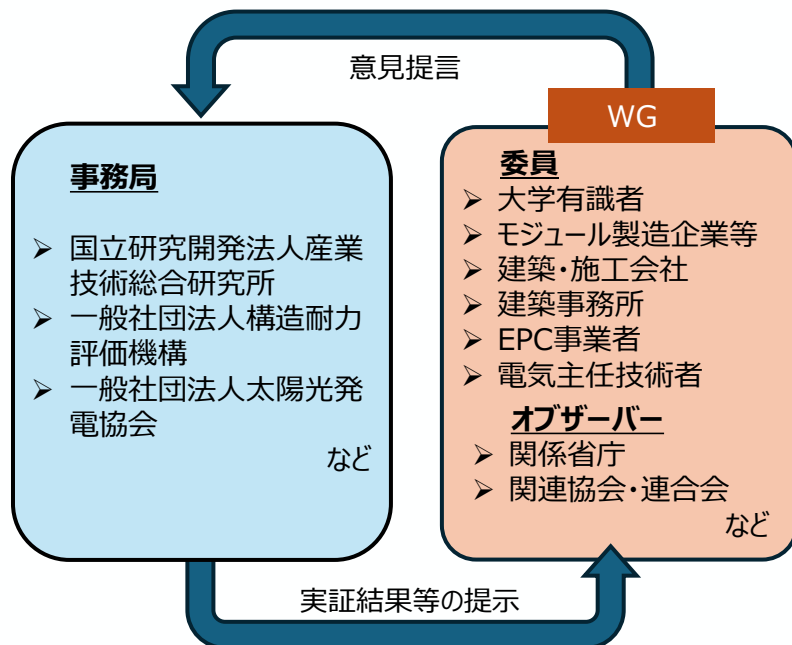 意見提言
事務局
➢ 国立研究開発法人産業
技術総合研究所
➢ 一般社団法人構造耐力
評価機構
➢ 一般社団法人太陽光発
電協会
など
WG
委員
➢ 大学有識者
➢ モジュール製造企業等
➢ 建築・施工会社
➢ 建築事務所
➢ EPC事業者
➢ 電気主任技術者
オブザーバー
➢ 関係省庁
➢ 関連協会・連合会
など
実証結果等の提示